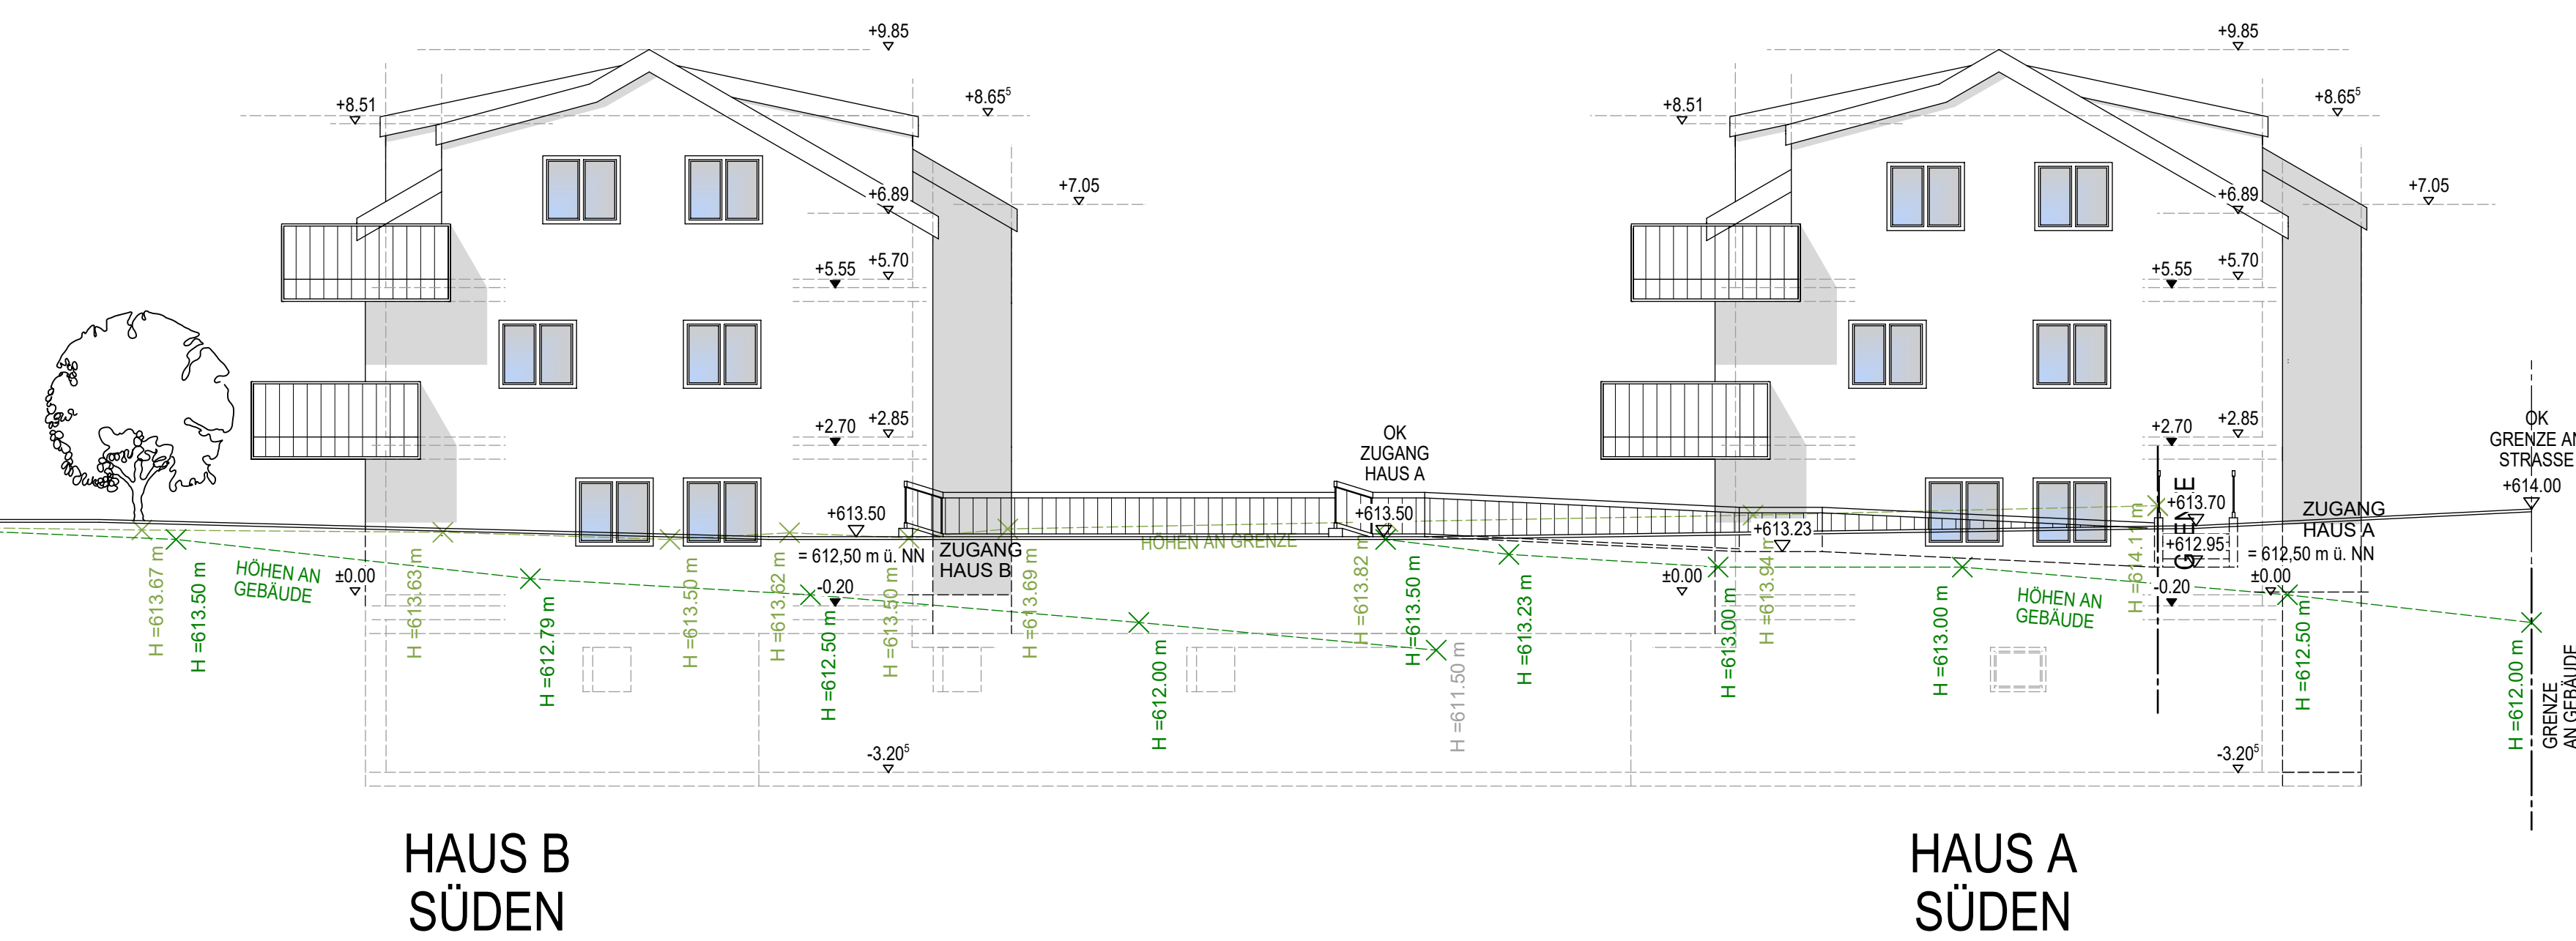 +9.85
+8.51
+8.65⁵
+6.89
+7.05
+5.70
+5.55
+2.85
+2.70
+613.50
= 612,50 m ü. NN
±0.00
-0.20
-3.20⁵
ZUGANG
HAUS B
HÖHEN AN
GEBÄUDE
HÖHEN AN GRENZE
H =613.67 m
H =613.50 m
H =613.63 m
H =612.79 m
H =613.50 m
H =613.62 m
H =612.50 m
H =613.50 m
H =613.69 m
H =612.00 m
OK
ZUGANG
HAUS A
+613.50
H =613.82 m
H =613.50 m
H =611.50 m
H =613.23 m
+9.85
+8.51
+8.65⁵
+6.89
+7.05
+5.70
+5.55
+2.85
+2.70
+613.23
+613.70
+612.95
ZUGANG
HAUS A
= 612,50 m ü. NN
±0.00
±0.00
-0.20
-3.20⁵
HÖHEN AN
GEBÄUDE
H =613.00 m
H =613.94 m
H =613.00 m
H =612.50 m
H =612.00 m
OK
GRENZE AN
STRASSE
+614.00
GRENZE
AN GEBÄUDE
HAUS B
SÜDEN
HAUS A
SÜDEN